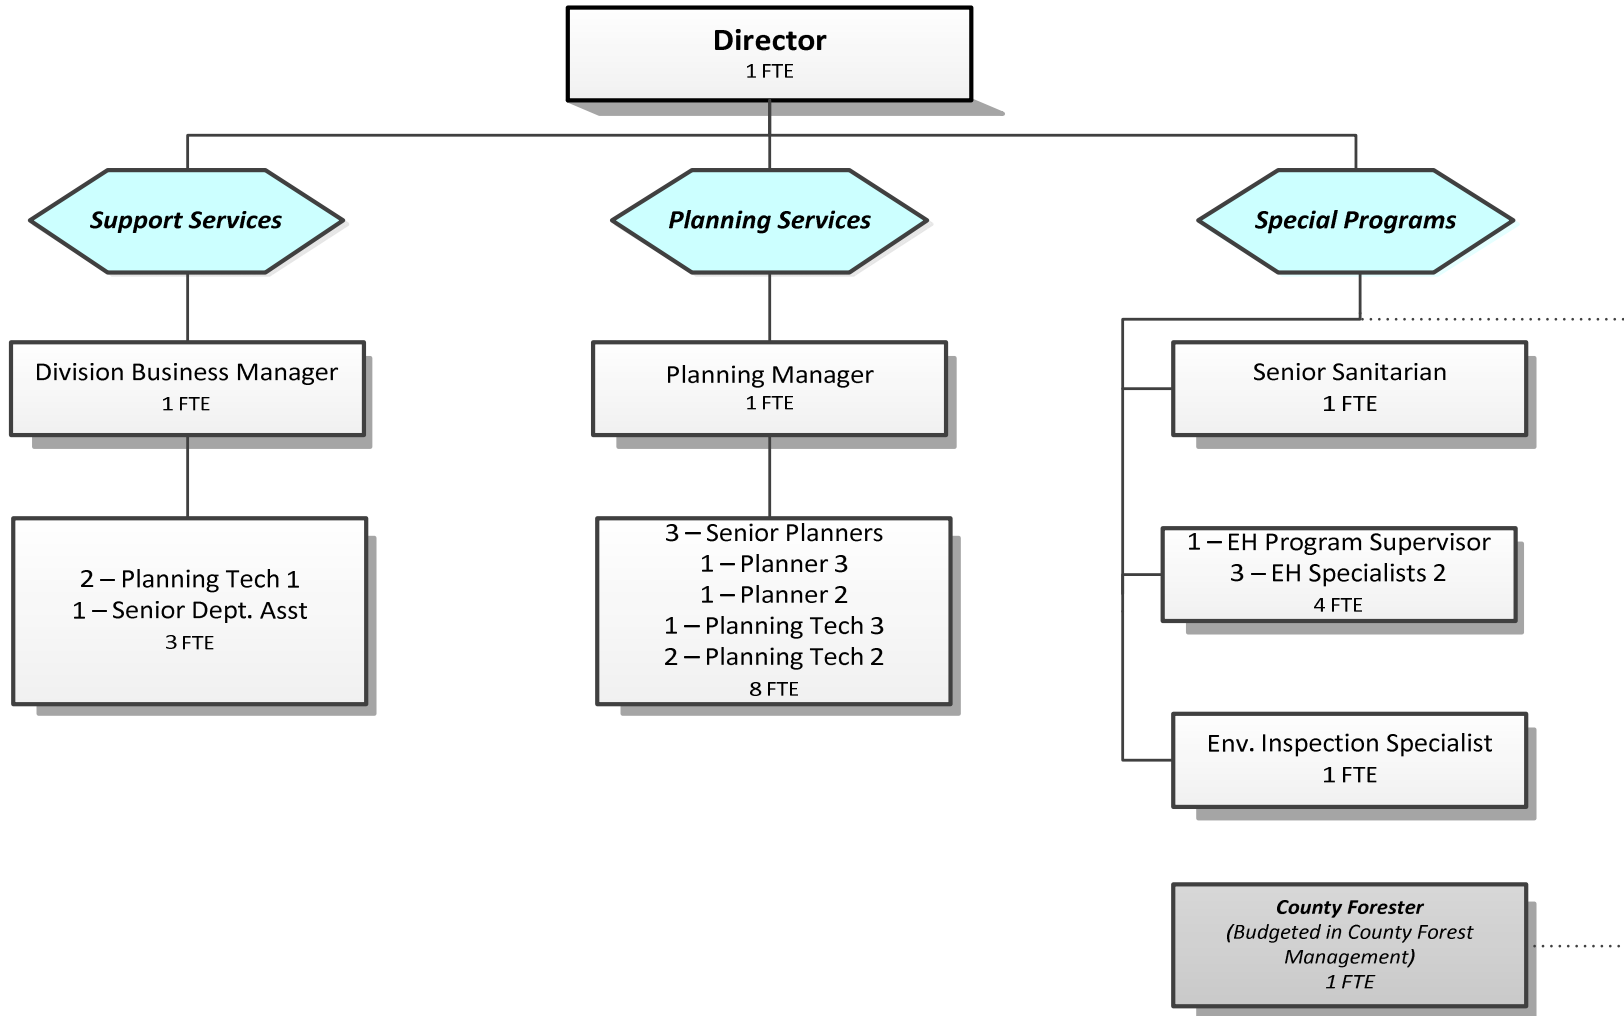 Director
1 FTE
Support Services
Planning Services
Special Programs
Division Business Manager
1 FTE
Planning Manager
1 FTE
Senior Sanitarian
1 FTE
2 – Planning Tech 1
1 – Senior Dept. Asst
3 FTE
3 – Senior Planners
1 – Planner 3
1 – Planner 2
1 – Planning Tech 3
2 – Planning Tech 2
8 FTE
1 – EH Program Supervisor
3 – EH Specialists 2
4 FTE
Env. Inspection Specialist
1 FTE
County Forester
(Budgeted in County Forest
Management)
1 FTE